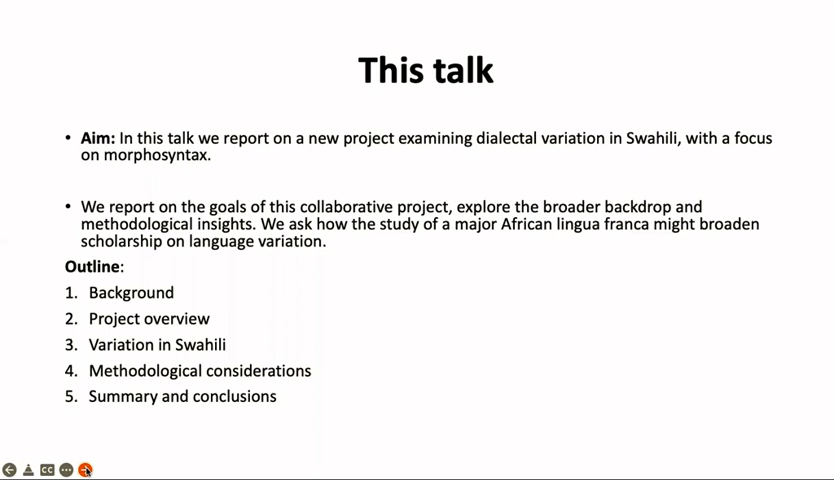 This talk
• Aim: In this talk we report on a new project examining dialectal variation in Swahili, with a focus
on morphosyntax.
• We report on the goals of this collaborative project, explore the broader backdrop and
methodological insights. We ask how the study of a major African lingua franca might broaden
scholarship on language variation.
Outline:
1. Background
2. Project overview
3. Variation in Swahili
4. Methodological considerations
5. Summary and conclusions
CC